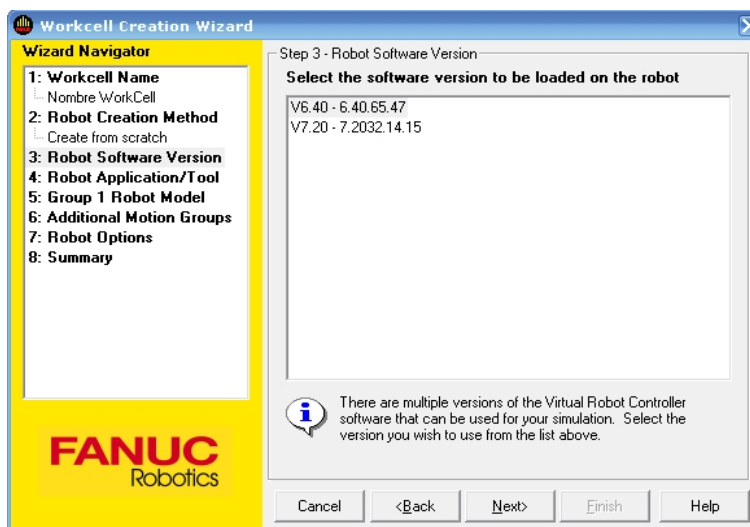 Workcell Creation Wizard
Wizard Navigator
1: Workcell Name
Nombre WorkCell
2: Robot Creation Method
Create from scratch
3: Robot Software Version
4: Robot Application/Tool
5: Group 1 Robot Model
6: Additional Motion Groups
7: Robot Options
8: Summary
FANUC
Robotics
Step 3 - Robot Software Version
Select the software version to be loaded on the robot
V6.40 - 6.40.65.47
V7.20 - 7.2032.14.15
There are multiple versions of the Virtual Robot Controller
software that can be used for your simulation. Select the
version you wish to use from the list above.
Cancel
<Back
Next>
Finish
Help